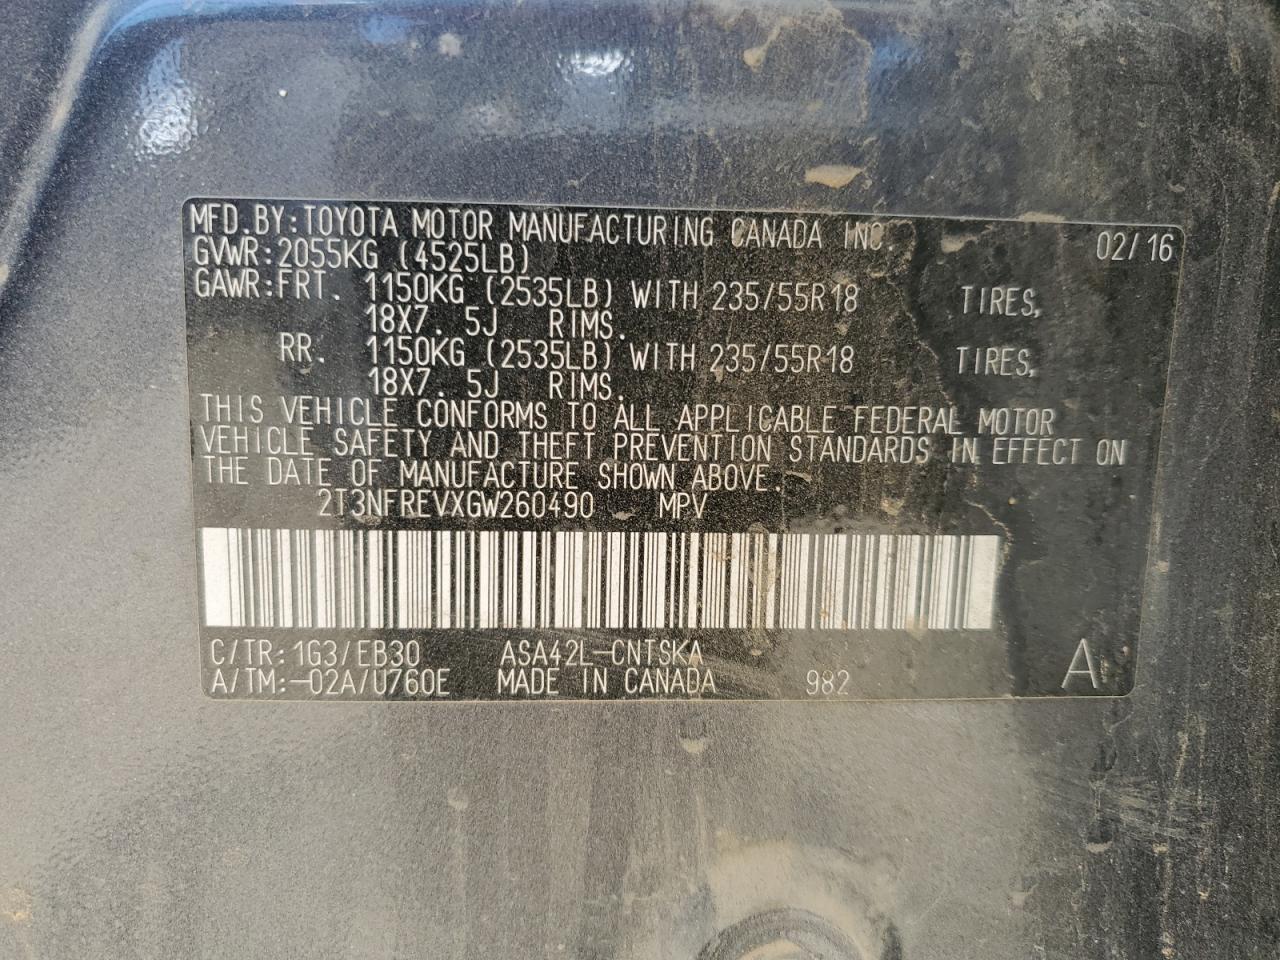 MFD.BY:TOYOTA MOTOR MANUFACTURING CANADA INC. 02/16
GVWR:2055KG (4525LB)
GAWR:FRT. 1150KG (2535LB) WITH 235/55R18 TIRES,
18X7.5J RIMS.
RR. 1150KG (2535LB) WITH 235/55R18 TIRES,
18X7.5J RIMS.
THIS VEHICLE CONFORMS TO ALL APPLICABLE FEDERAL MOTOR
VEHICLE SAFETY AND THEFT PREVENTION STANDARDS IN EFFECT ON
THE DATE OF MANUFACTURE SHOWN ABOVE.
2T3NFREVXGW260490 MPV
C/TR:1G3/EB30 ASA42L-CNTSKA
A/TM:-02A/U760E MADE IN CANADA 982 A